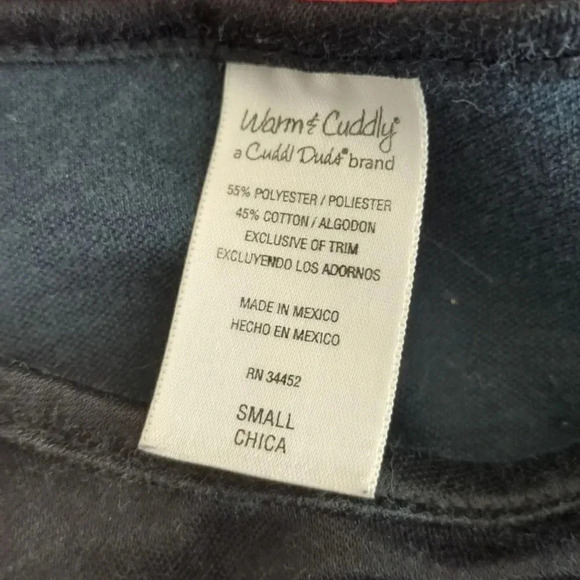 Warm & Cuddly®
a Cuddl Duds® brand
55% POLYESTER / POLIESTER
45% COTTON / ALGODON
EXCLUSIVE OF TRIM
EXCLUYENDO LOS ADORNOS
MADE IN MEXICO
HECHO EN MEXICO
RN 34452
SMALL
CHICA